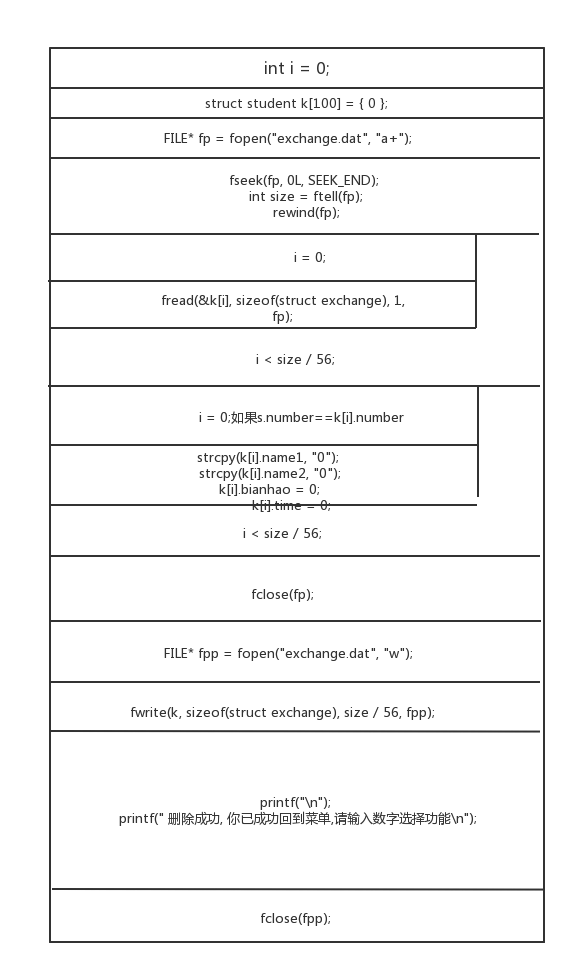 int i = 0;
struct student k[100] = { 0 };
FILE* fp = fopen("exchange.dat", "a+");
fseek(fp, 0L, SEEK_END);
int size = ftell(fp);
rewind(fp);
i = 0;
fread(&k[i], sizeof(struct exchange), 1,
fp);
i < size / 56;
i = 0;如果s.number==k[i].number
strcpy(k[i].name1, "0");
strcpy(k[i].name2, "0");
k[i].bianhao = 0;
k[i].time = 0;
i < size / 56;
fclose(fp);
FILE* fpp = fopen("exchange.dat", "w");
fwrite(k, sizeof(struct exchange), size / 56, fpp);
printf("\n");
printf(" 删除成功, 你已成功回到菜单,请输入数字选择功能\n");
fclose(fpp);